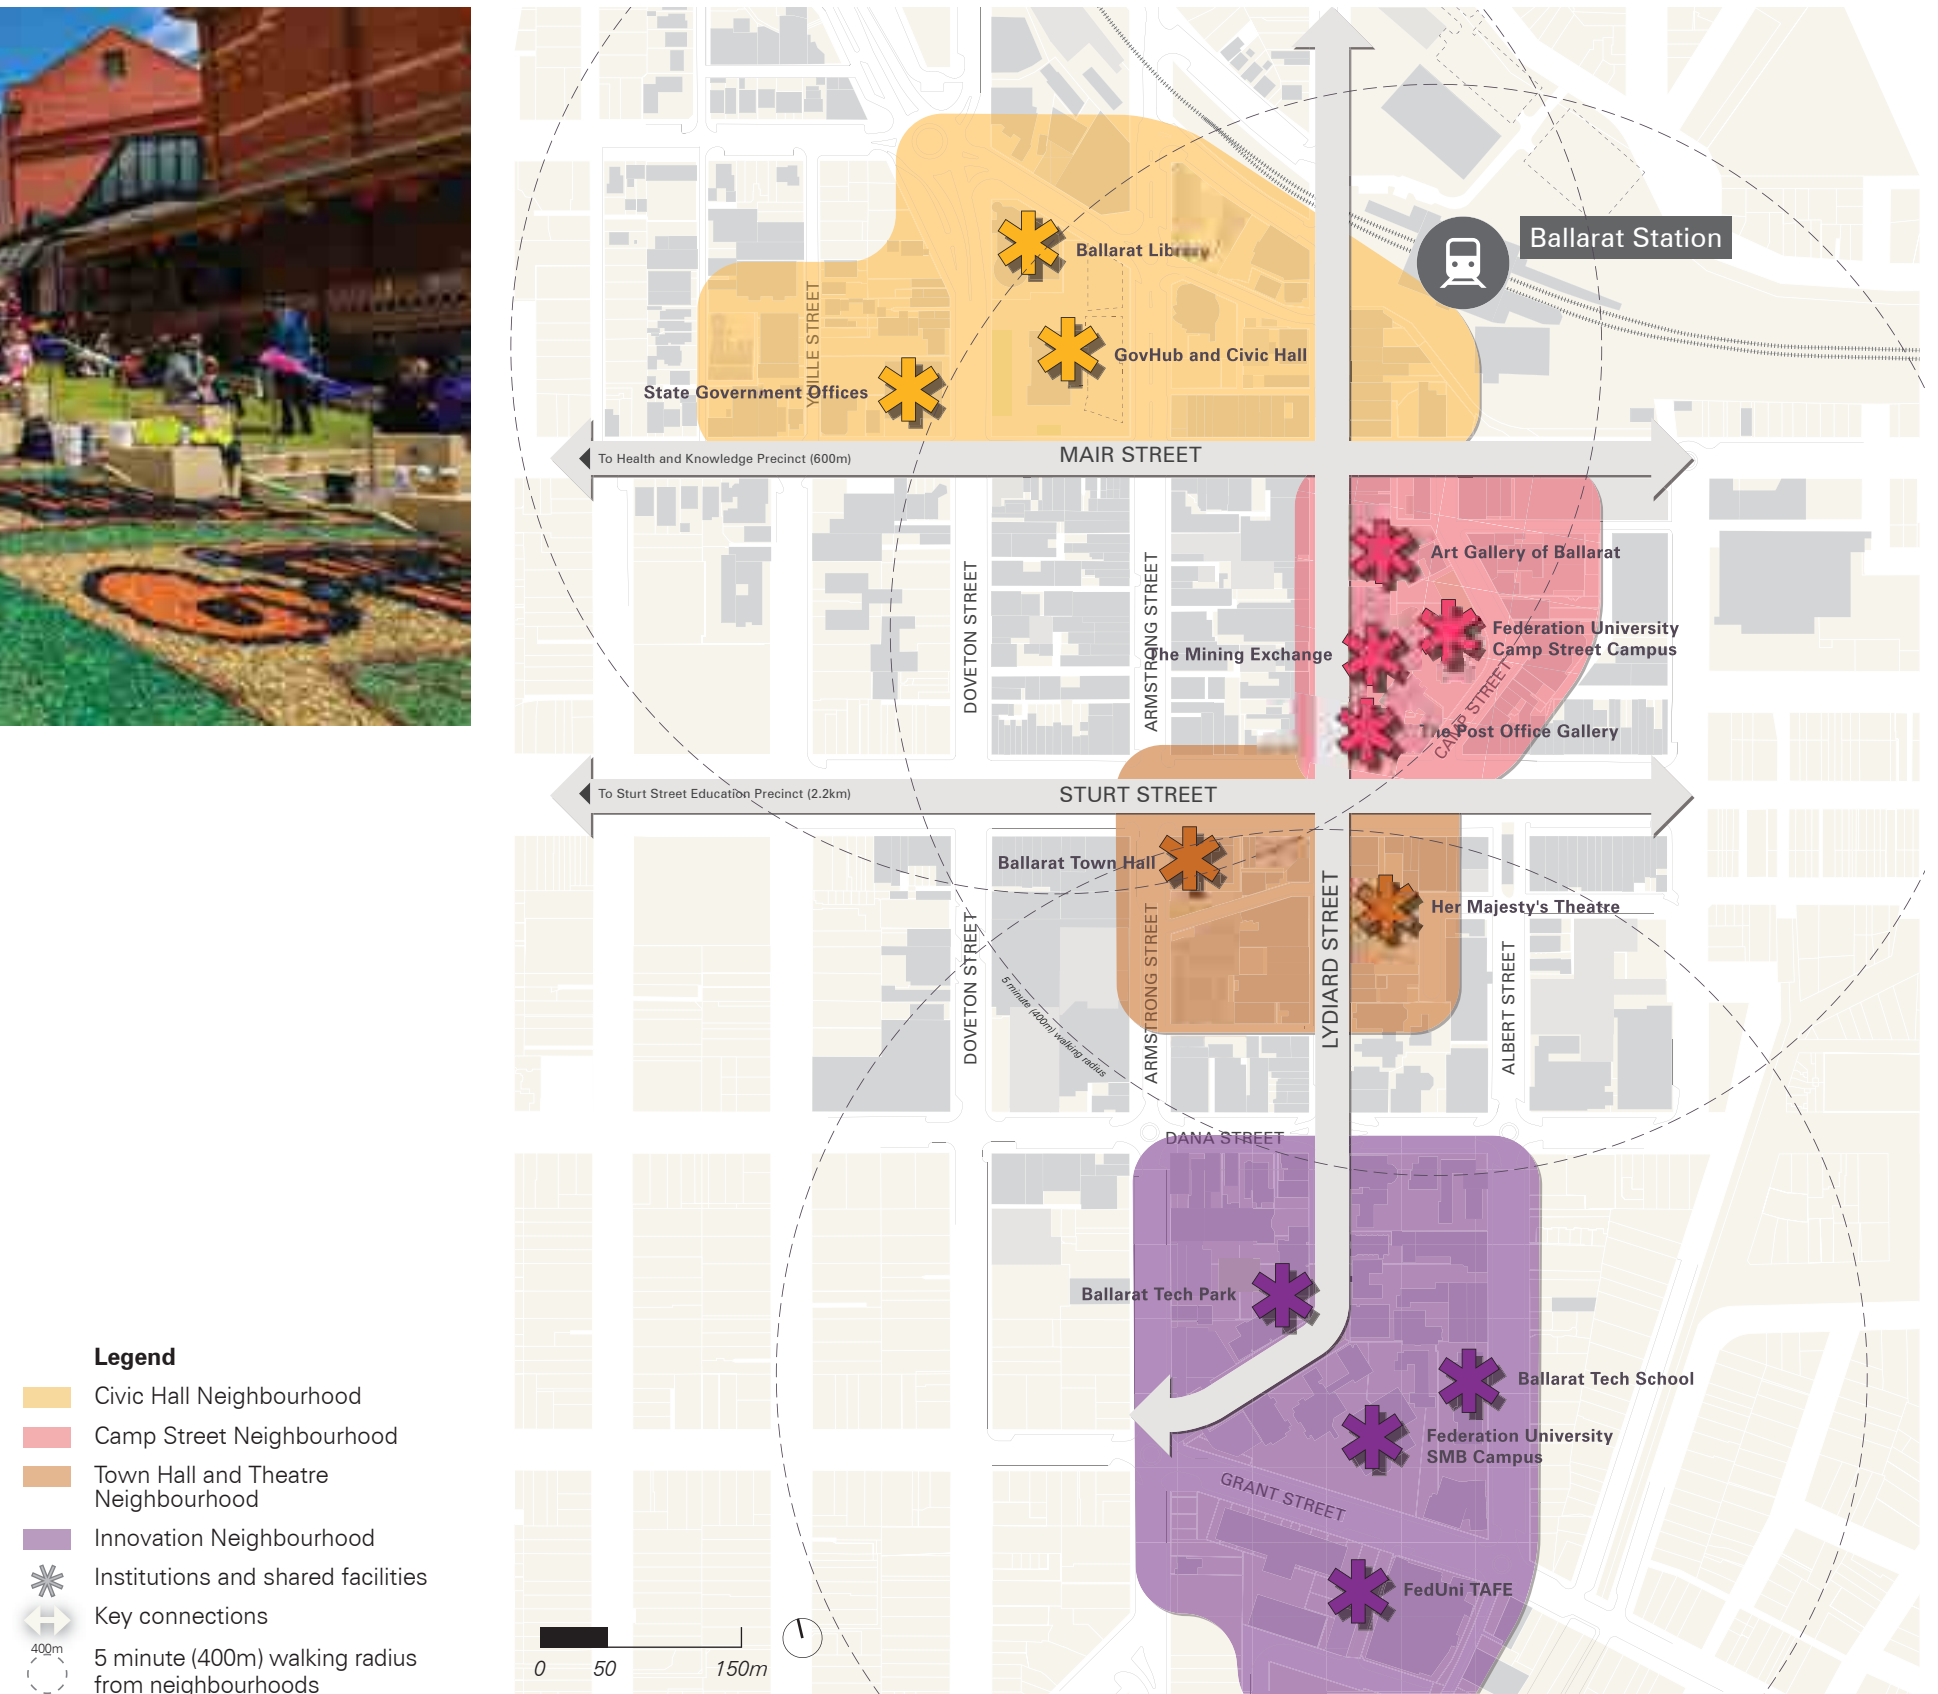 Ballarat Station
Ballarat Library
GovHub and Civic Hall
YUILLE STREET
State Government Offices
To Health and Knowledge Precinct (600m)
MAIR STREET
Art Gallery of Ballarat
DOVETON STREET
ARMSTRONG STREET
Federation University
Camp Street Campus
The Mining Exchange
CAMP STREET
The Post Office Gallery
To Sturt Street Education Precinct (2.2km)
STURT STREET
Ballarat Town Hall
Her Majesty's Theatre
LYDIARD STREET
DOVETON STREET
ARMSTRONG STREET
ALBERT STREET
5 minute (400m) walking radius
DANA STREET
Ballarat Tech Park
Ballarat Tech School
Federation University
SMB Campus
GRANT STREET
FedUni TAFE
Legend
Civic Hall Neighbourhood
Camp Street Neighbourhood
Town Hall and Theatre
Neighbourhood
Innovation Neighbourhood
Institutions and shared facilities
Key connections
400m
5 minute (400m) walking radius
from neighbourhoods
0 50 150m